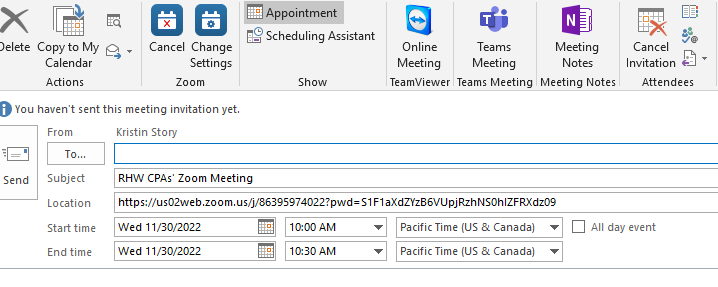 Delete
Copy to My Calendar
Actions
Cancel
Change Settings
Zoom
Appointment
Scheduling Assistant
Show
Online Meeting
TeamViewer
Teams Meeting
Teams Meeting
Meeting Notes
Meeting Notes
Cancel Invitation
Attendees
You haven't sent this meeting invitation yet.
From Kristin Story
To...
Send
Subject RHW CPAs' Zoom Meeting
Location https://us02web.zoom.us/j/86395974022?pwd=S1F1aXdZYzB6VUpjRzhNS0hIZFRXdz09
Start time Wed 11/30/2022 10:00 AM Pacific Time (US & Canada) All day event
End time Wed 11/30/2022 10:30 AM Pacific Time (US & Canada)